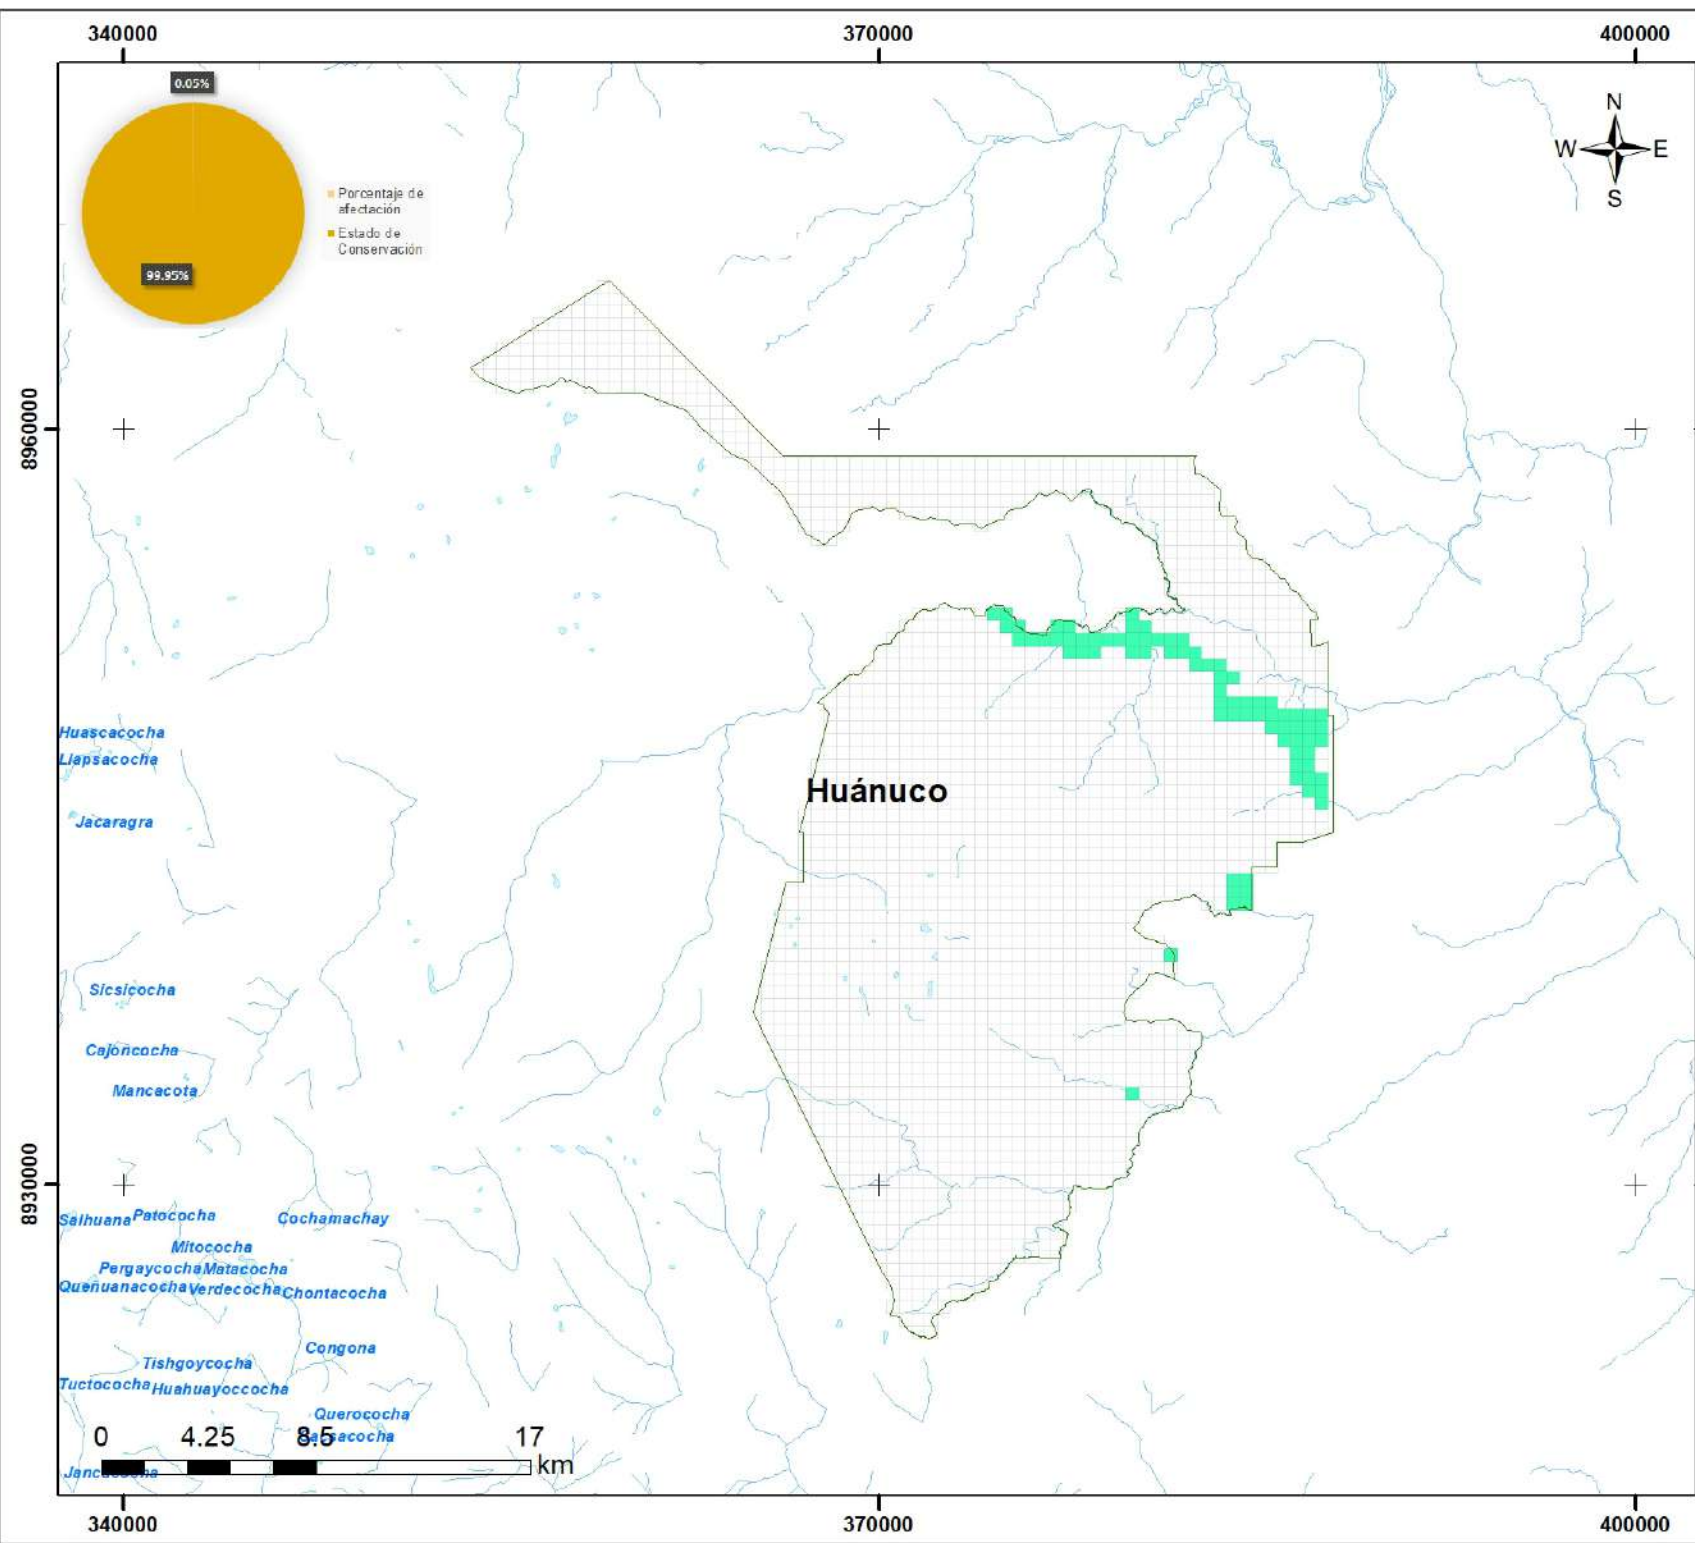 340000
370000
400000
0.05%
N
W
E
S
Porcentaje de
afectación
Estado de
Conservación
99.95%
8960000
Huascacocha
Llapsacocha
Huánuco
Jacaragra
Sicsicocha
Cajoncocha
Mancacota
8930000
Salhuana
Patococha
Cochamachay
Mitococha
Pergaycocha
Matacocha
Queñuanacocha
Verdecocha
Chontacocha
Congona
Tishgoycocha
Tuctococha
Huahuayoccocha
Querococha
0
4.25
8.5
17
km
340000
370000
400000